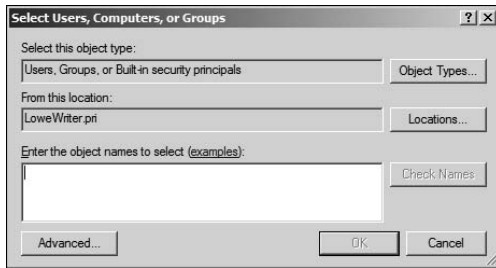 Select Users, Computers, or Groups
Select this object type:
Users, Groups, or Built-in security principals
Object Types...
From this location:
LoweWriter.pri
Locations...
Enter the object names to select (examples):
Check Names
Advanced...
OK
Cancel